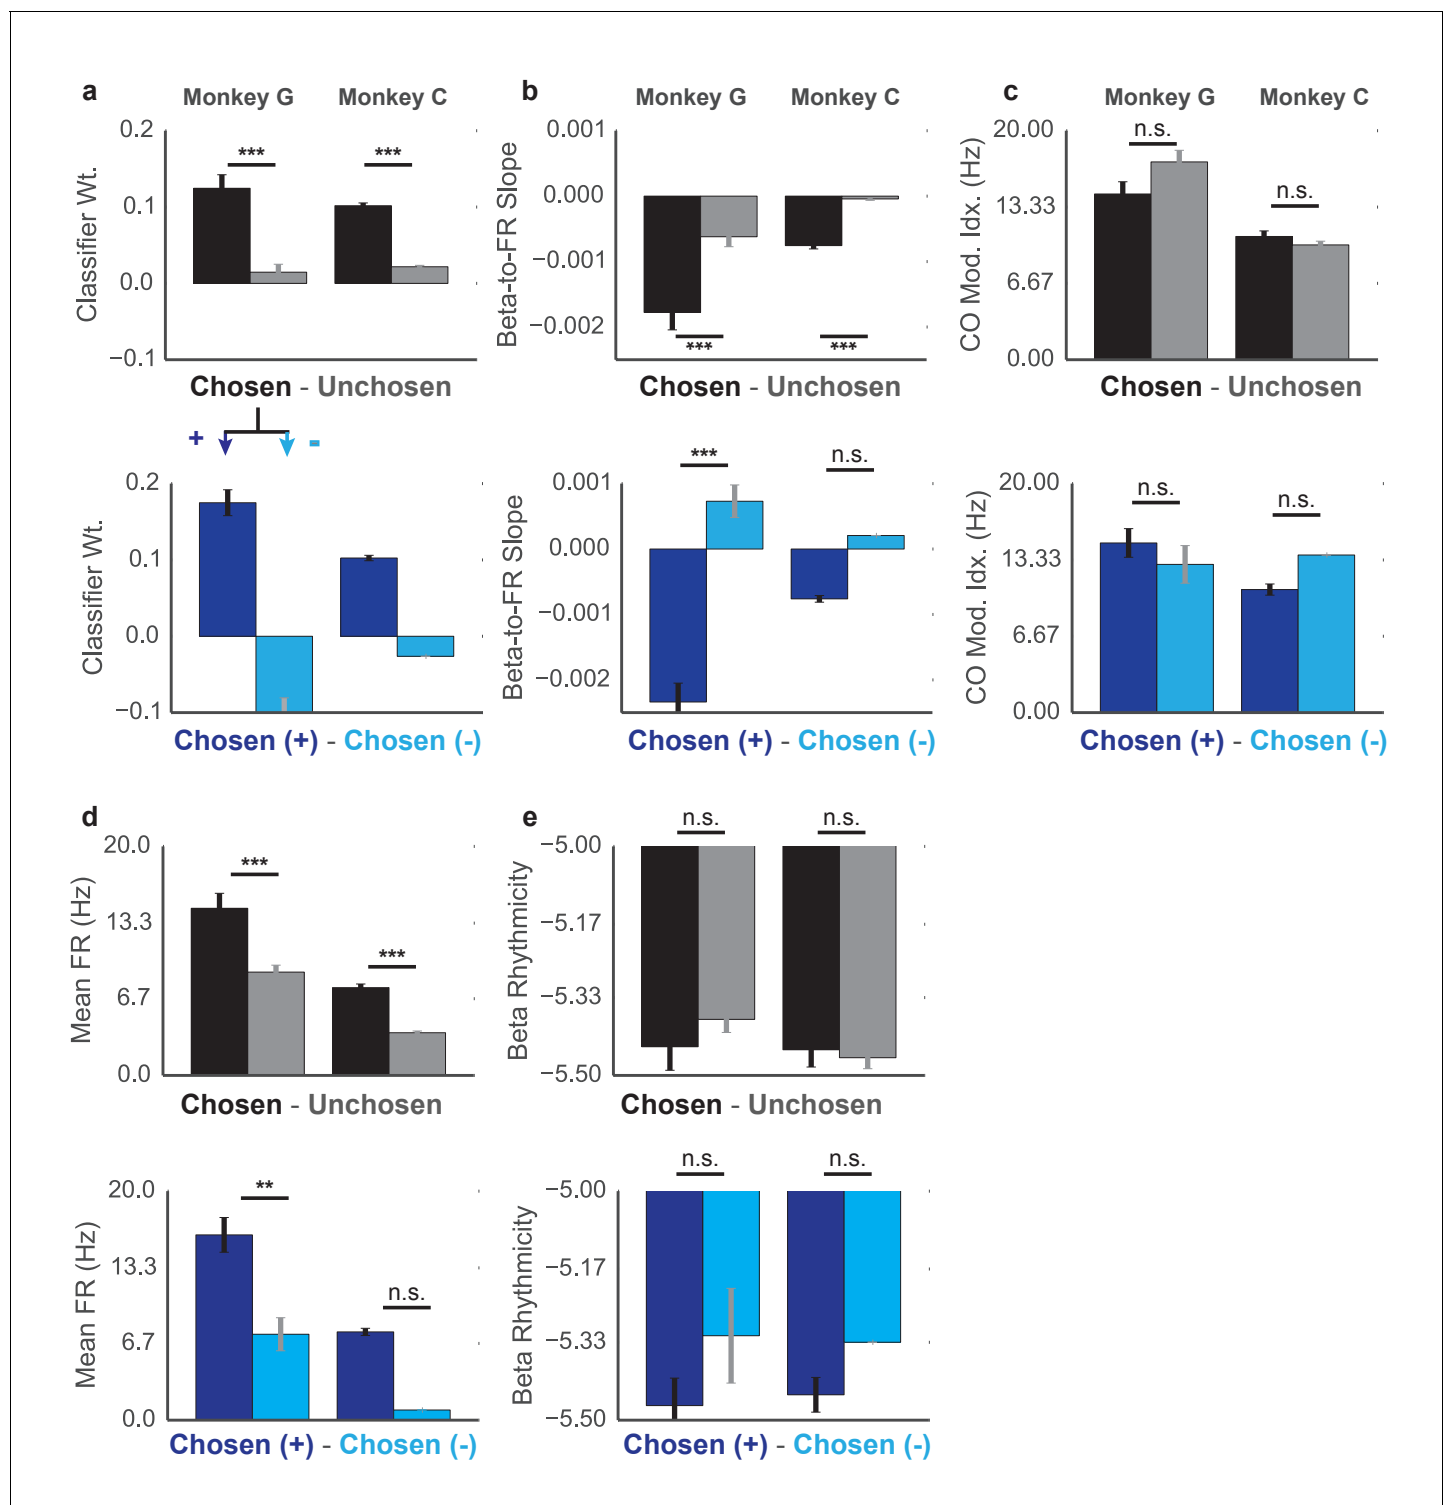 a
Monkey G Monkey C
0.2
0.1
0.0
−0.1
Classifier Wt.
*** ***
Chosen - Unchosen
+ -
0.2
0.1
0.0
−0.1
Classifier Wt.
Chosen (+) - Chosen (-)
b
Monkey G Monkey C
0.001
0.000
−0.001
−0.002
Beta-to-FR Slope
*** ***
Chosen - Unchosen
*** n.s.
0.001
0.000
−0.001
−0.002
Beta-to-FR Slope
Chosen (+) - Chosen (-)
c
Monkey G Monkey C
20.00
13.33
6.67
0.00
CO Mod. Idx. (Hz)
n.s. n.s.
Chosen - Unchosen
20.00
13.33
6.67
0.00
CO Mod. Idx. (Hz)
n.s. n.s.
Chosen (+) - Chosen (-)
d
20.0
13.3
6.7
0.0
Mean FR (Hz)
*** ***
Chosen - Unchosen
20.0
13.3
6.7
0.0
Mean FR (Hz)
** n.s.
Chosen (+) - Chosen (-)
e
n.s. n.s.
−5.00
−5.17
−5.33
−5.50
Beta Rhythmicity
Chosen - Unchosen
n.s. n.s.
−5.00
−5.17
−5.33
−5.50
Beta Rhythmicity
Chosen (+) - Chosen (-)